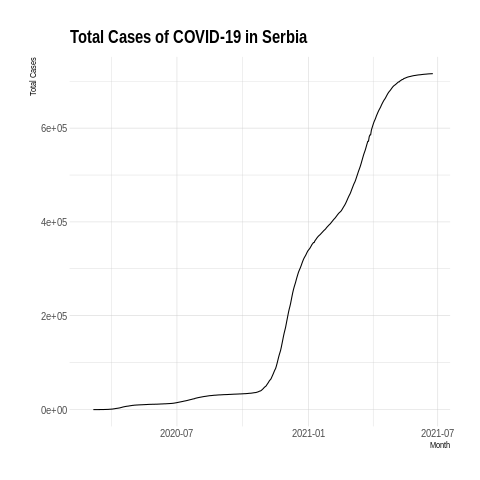 Total Cases of COVID-19 in Serbia
Total Cases
6e+05
4e+05
2e+05
0e+00
2020-07
2021-01
2021-07
Month